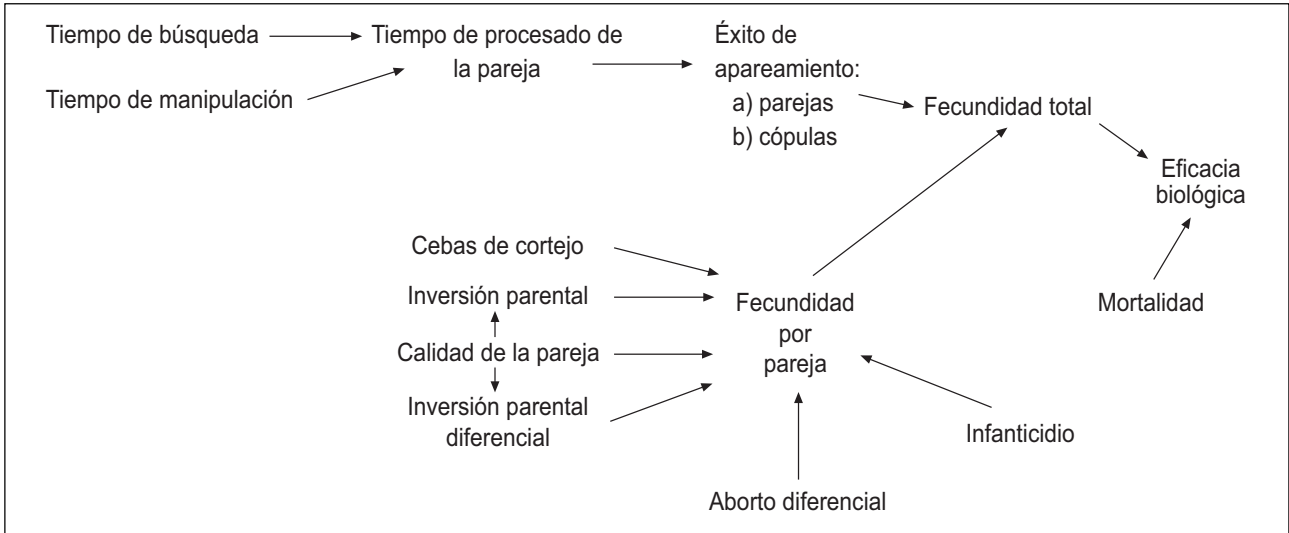 Tiempo de búsqueda
Tiempo de manipulación
Tiempo de procesado de
la pareja
Éxito de
apareamiento:
a) parejas
b) cópulas
Fecundidad total
Eficacia
biológica
Mortalidad
Cebas de cortejo
Inversión parental
Calidad de la pareja
Inversión parental
diferencial
Fecundidad
por
pareja
Infanticidio
Aborto diferencial